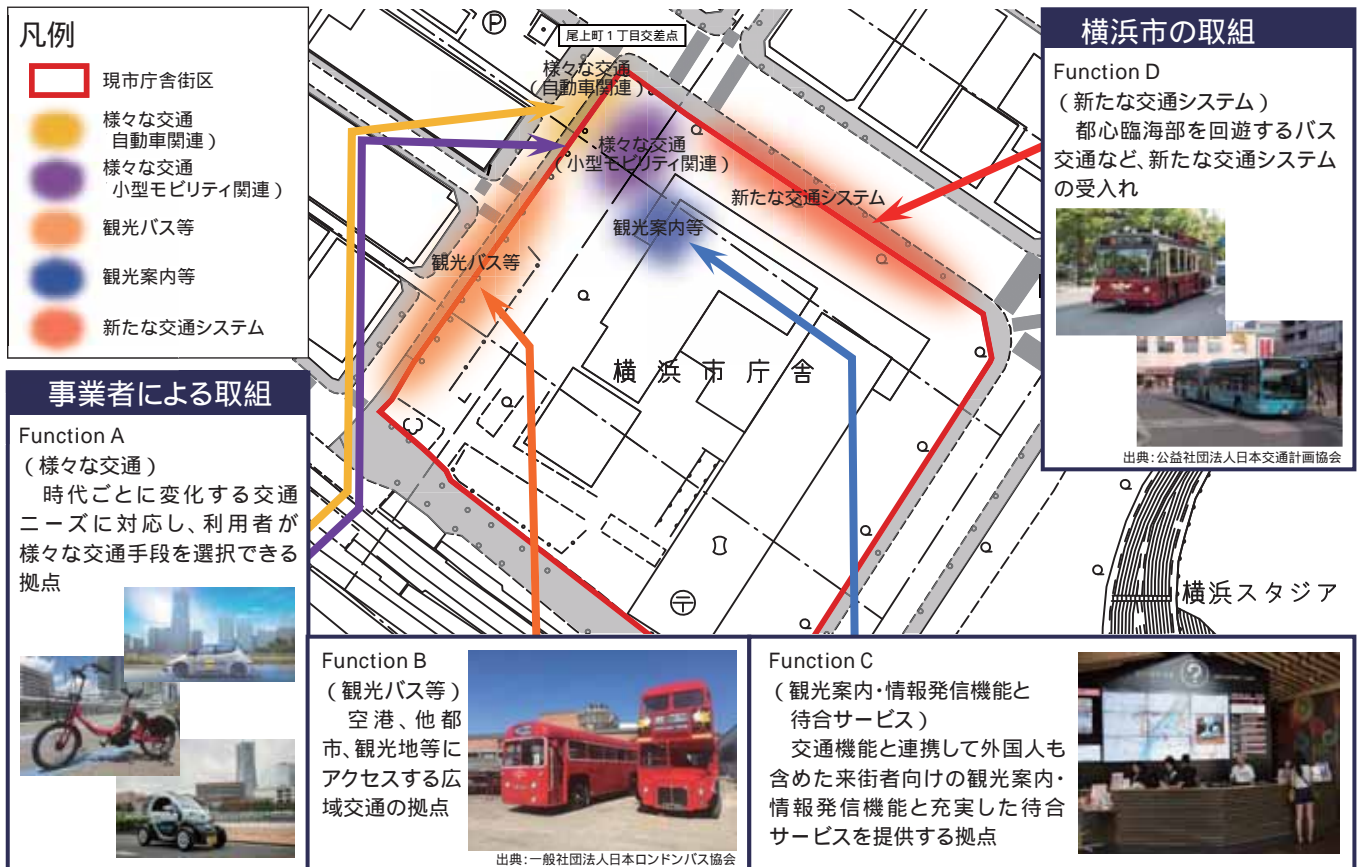 凡例
現市庁舎街区
様々な交通
自動車関連）
様々な交通
小型モビリティ関連）
観光バス等
観光案内等
新たな交通システム
尾上町１丁目交差点
様々な交通
（自動車関連）
様々な交通
（小型モビリティ関連）
新たな交通システム
観光案内等
観光バス等
横浜市庁舎
横浜スタジア
横浜市の取組
Function D
（新たな交通システム）
都心臨海部を回遊するバス
交通など、新たな交通システム
の受入れ
出典：公益社団法人日本交通計画協会
事業者による取組
Function A
（様々な交通）
時代ごとに変化する交通
ニーズに対応し、利用者が
様々な交通手段を選択できる
拠点
Function B
（観光バス等）
空港、他都
市、観光地等に
アクセスする広
域交通の拠点
出典：一般社団法人日本ロンドンバス協会
Function C
（観光案内・情報発信機能と
待合サービス）
交通機能と連携して外国人も
含めた来街者向けの観光案内・
情報発信機能と充実した待合
サービスを提供する拠点